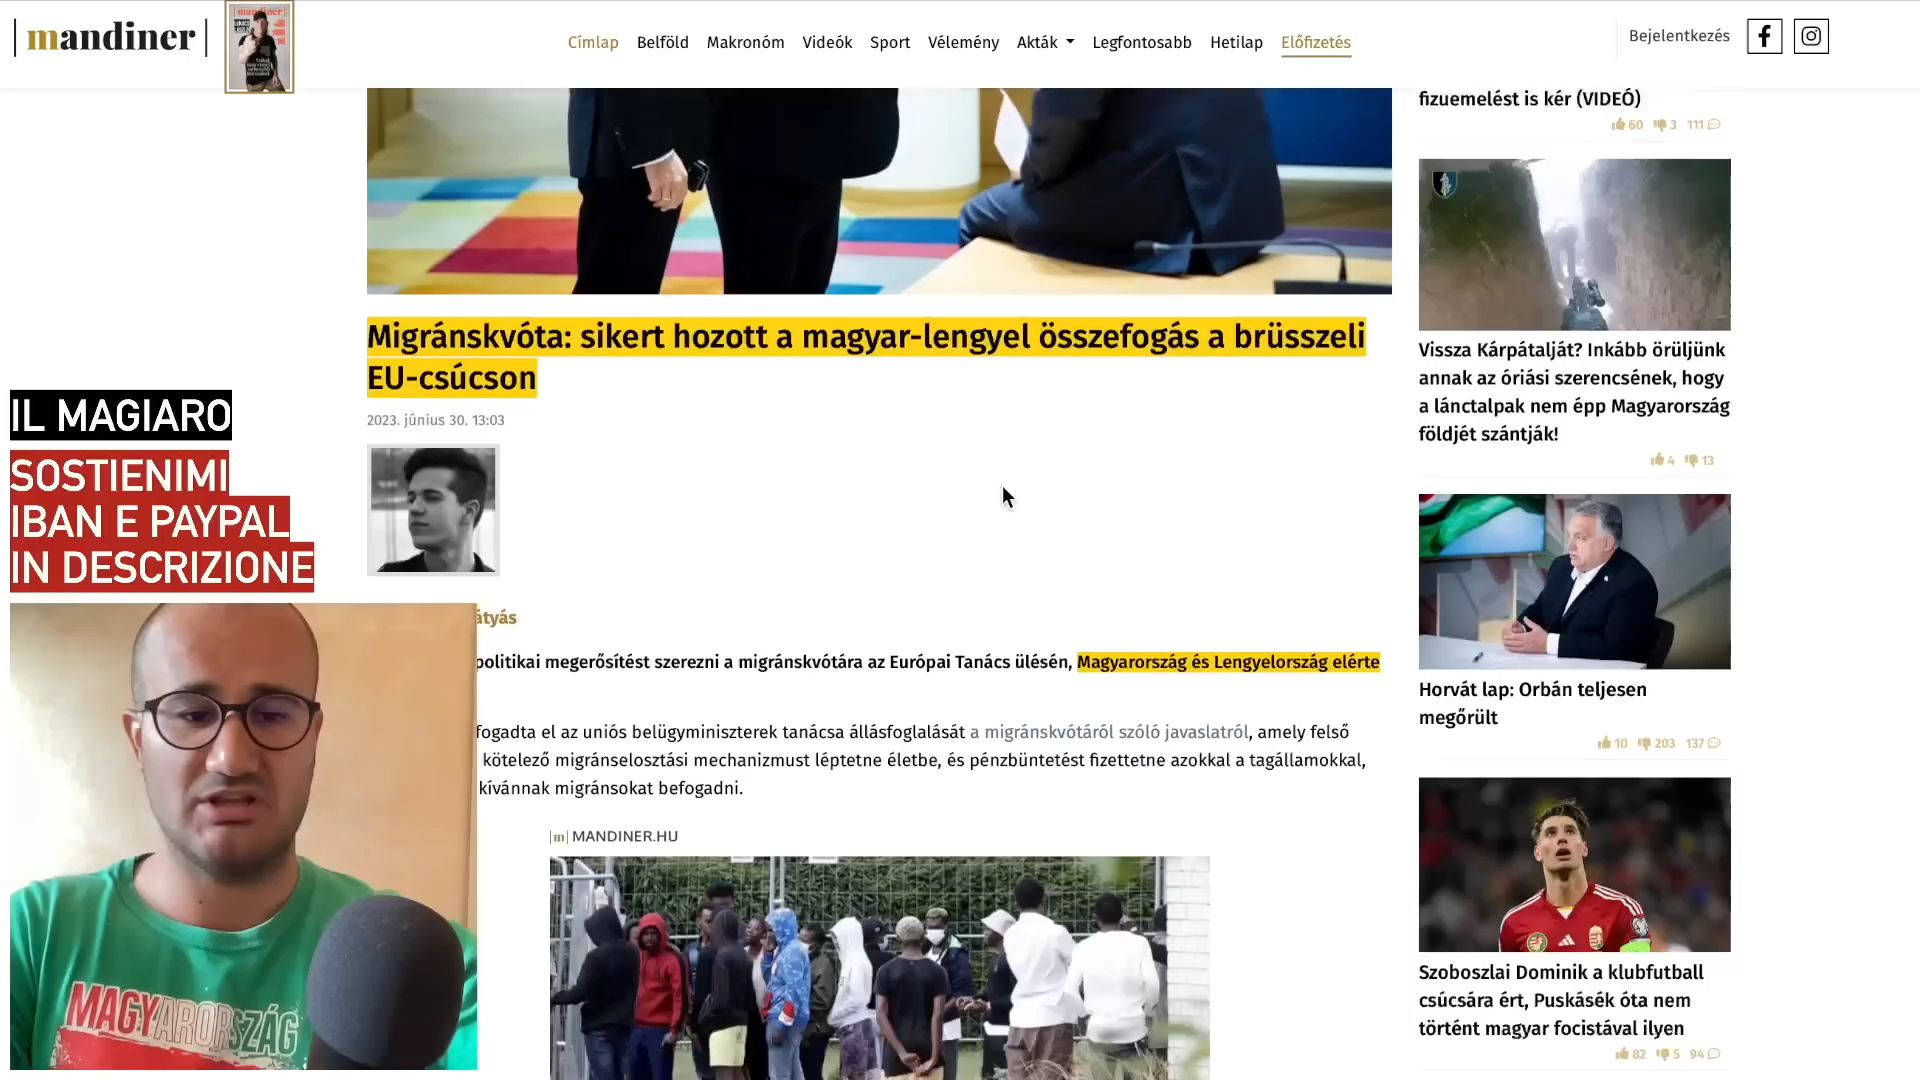 mandiner
Címlap Belföld Makronóm Videók Sport Vélemény Akták Legfontosabb Hetilap Előfizetés
Bejelentkezés
Migránskvóta: sikert hozott a magyar-lengyel összefogás a brüsszeli
EU-csúcson
2023. június 30. 13:03
átyás
politikai megerősítést szerezni a migránskvótára az Európai Tanács ülésén, Magyarország és Lengyelország elérte
fogadta el az uniós belügyminiszterek tanácsa állásfoglalását a migránskvótáról szóló javaslatról, amely felső
kötelező migránselosztási mechanizmust léptetne életbe, és pénzbüntetést fizettetne azokkal a tagállamokkal,
kívánnak migránsokat befogadni.
|m| MANDINER.HU
IL MAGIARO
SOSTIENIMI
IBAN E PAYPAL
IN DESCRIZIONE
MAGYARORSZÁG
fizuemelést is kér (VIDEÓ)
60 3 111
Vissza Kárpátalját? Inkább örüljünk
annak az óriási szerencsének, hogy
a lánctalpak nem épp Magyarország
földjét szántják!
4 13
Horvát lap: Orbán teljesen
megőrült
10 203 137
Szoboszlai Dominik a klubfutball
csúcsára ért, Puskásék óta nem
történt magyar focistával ilyen
82 5 94